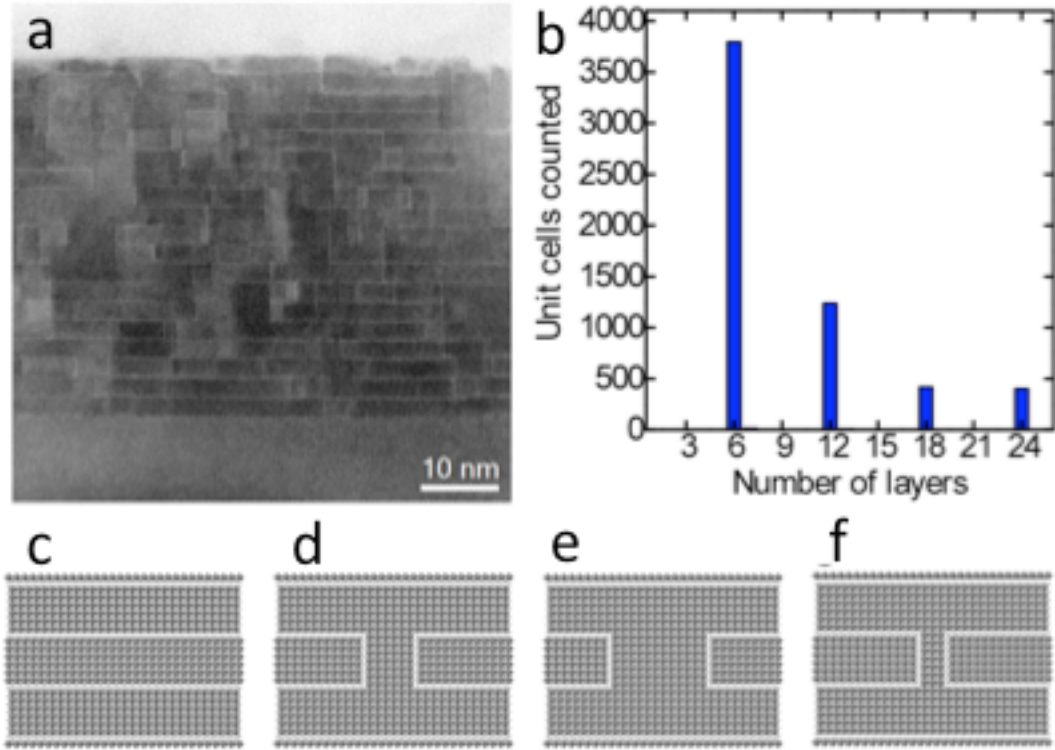 a
10 nm
b
Unit cells counted
4000
3500
3000
2500
2000
1500
1000
500
0
3 6 9 12 15 18 21 24
Number of layers
c
d
e
f